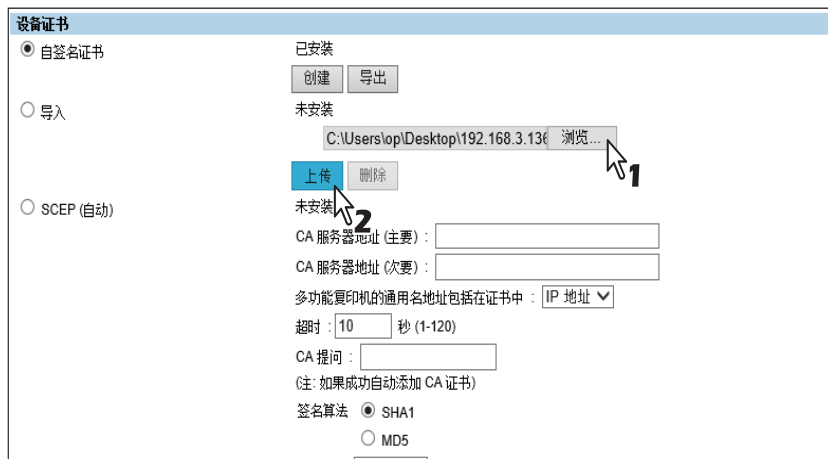 设备证书
自签名证书 已安装
创建 导出
导入 未安装
C:\Users\op\Desktop\192.168.3.136 浏览...
1
上传 删除
2
SCEP (自动) 未安装
CA 服务器地址 (主要) :
CA 服务器地址 (次要) :
多功能复印机的通用名地址包括在证书中 : IP 地址
超时 : 10 秒 (1-120)
CA 提问 :
(注: 如果成功自动添加 CA 证书)
签名算法 SHA1
MD5